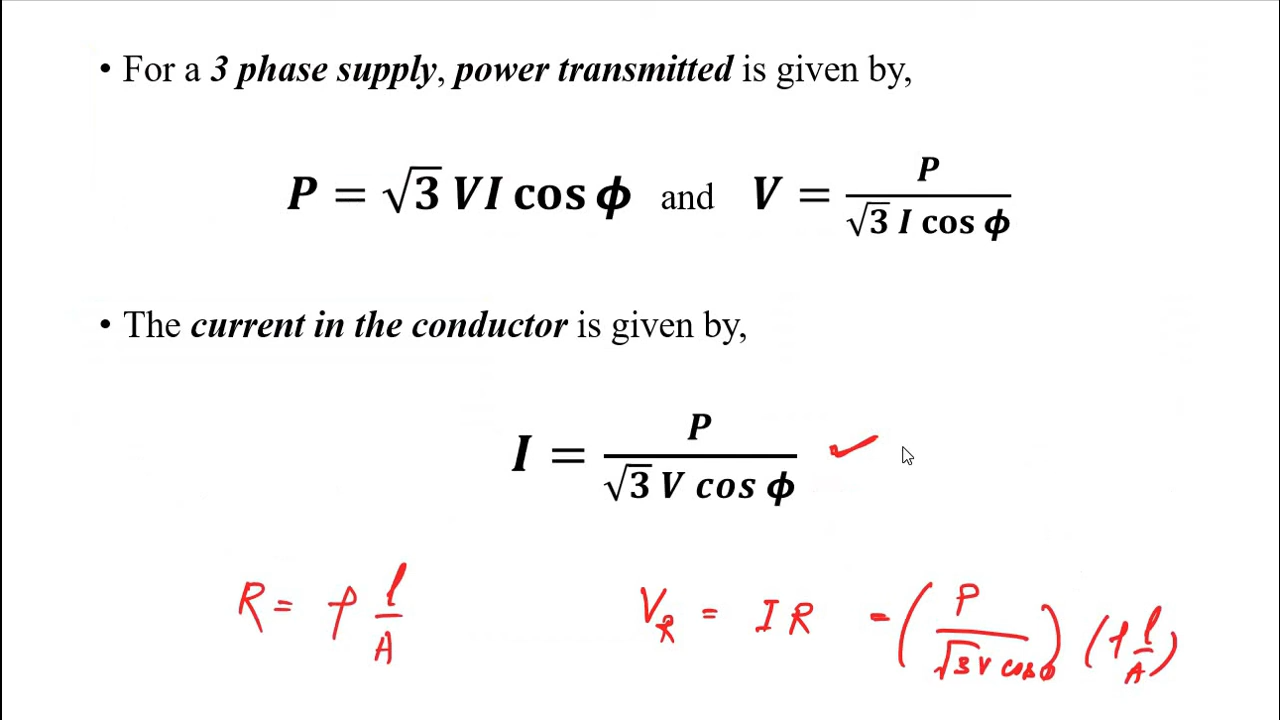 • For a 3 phase supply, power transmitted is given by,
P = √3 VI cos ϕ and V = P / (√3 I cos ϕ)
• The current in the conductor is given by,
I = P / (√3 V cos ϕ)
R = ρ l/A V_R = IR = (P / (√3 V cos ϕ)) (ρ l/A)